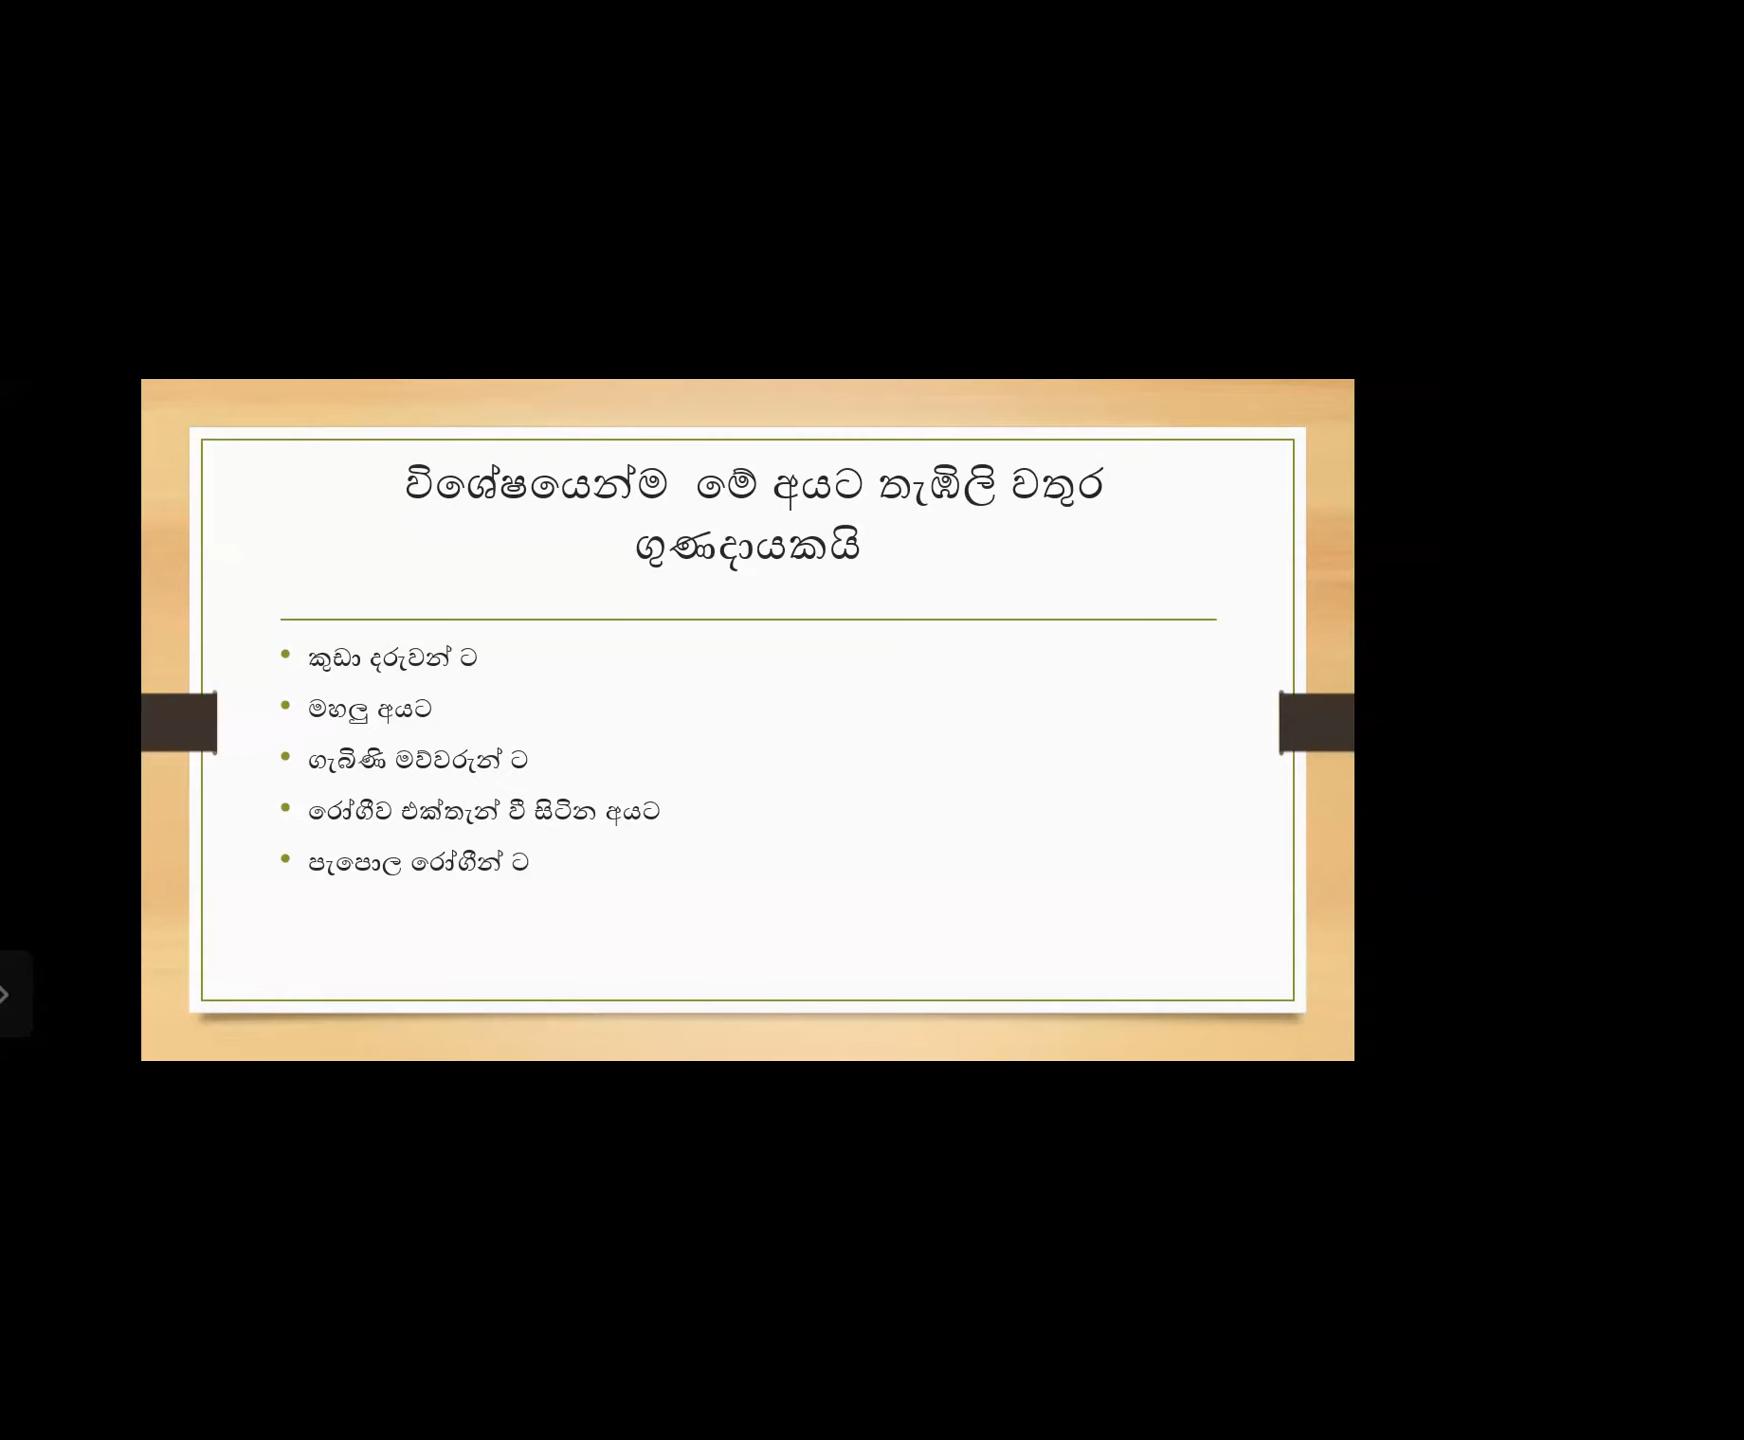 විශේෂයෙන්ම  මේ අයට තැඹිලි වතුර
ගුණදායකයි
• කුඩා දරුවන් ට
• මහලු අයට
• ගැබිණි මව්වරුන් ට
• රෝගීව එක්තැන් වී සිටින අයට
• පැපොල රෝගීන් ට